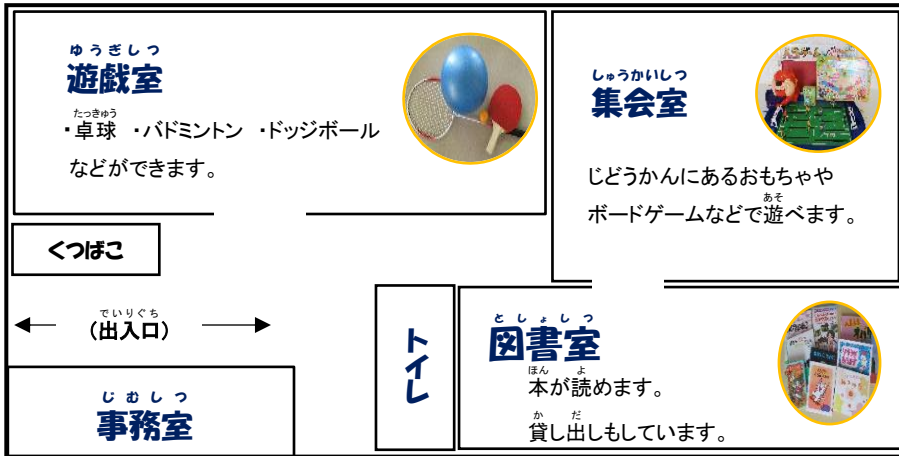 ゆうぎしつ
遊戯室
たっきゅう
・卓球 ・バドミントン ・ドッジボール
などができます。
しゅうかいしつ
集会室
じどうかんにあるおもちゃや
あそ
ボードゲームなどで遊べます。
くつばこ
でいりぐち
(出入口)
トイレ
としょしつ
図書室
ほん よ
本が読めます。
か だ
貸し出しもしています。
じむしつ
事務室